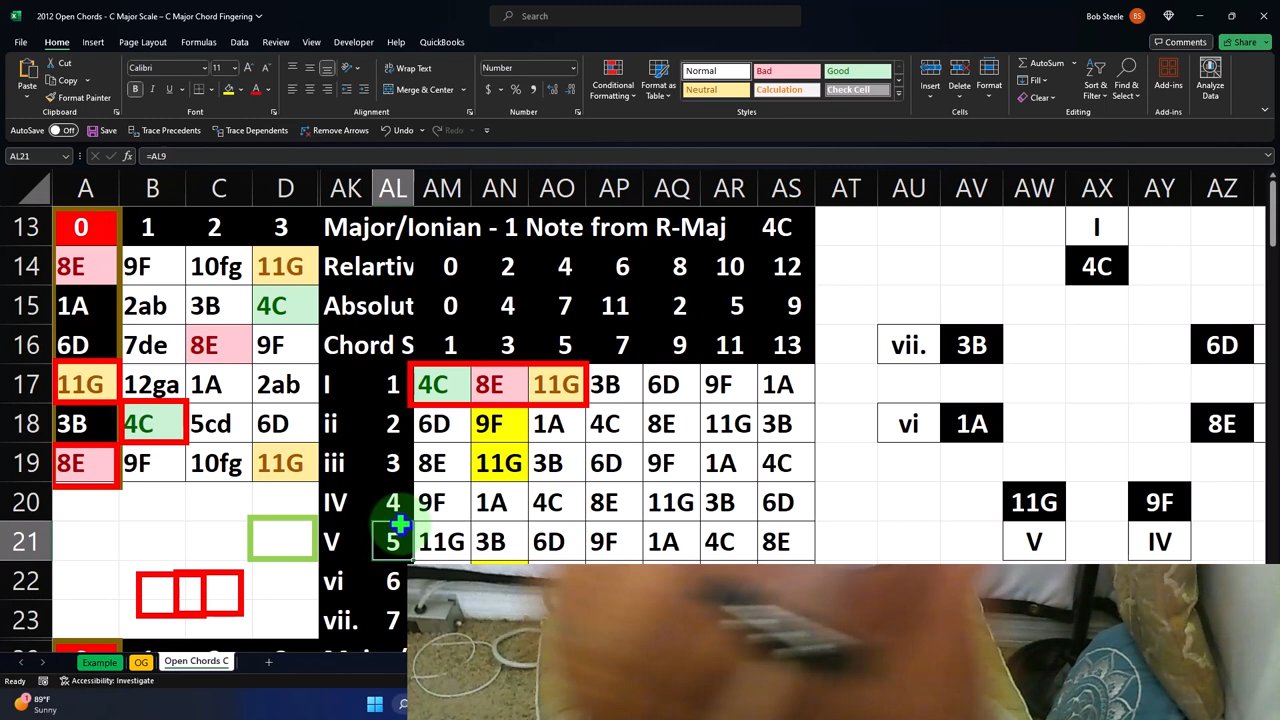 2012 Open Chords - C Major Scale – C Major Chord Fingering
Search
Bob Steele BS
File Home Insert Page Layout Formulas Data Review View Developer Help QuickBooks Comments Share
Paste Cut Copy Format Painter Clipboard
Calibri 11 B I U Font
Wrap Text Merge & Center Alignment
Number $ % Number
Conditional Formatting Format as Table
Normal Bad Good
Neutral Calculation Check Cell
Styles
Insert Delete Format Cells
AutoSum Fill Clear Sort & Filter Find & Select Editing
Add-ins Add-ins
Analyze Data
AutoSave Off Save Trace Precedents Trace Dependents Remove Arrows Undo Redo
AL21 fx =AL9
A B C D AK AL AM AN AO AP AQ AR AS AT AU AV AW AX AY AZ
13 0 1 2 3 Major/Ionian - 1 Note from R-Maj 4C I
14 8E 9F 10fg 11G Relartiv 0 2 4 6 8 10 12 4C
15 1A 2ab 3B 4C Absolut 0 4 7 11 2 5 9
16 6D 7de 8E 9F Chord S 1 3 5 7 9 11 13 vii. 3B 6D
17 11G 12ga 1A 2ab I 1 4C 8E 11G 3B 6D 9F 1A
18 3B 4C 5cd 6D ii 2 6D 9F 1A 4C 8E 11G 3B vi 1A 8E
19 8E 9F 10fg 11G iii 3 8E 11G 3B 6D 9F 1A 4C
20 IV 4 9F 1A 4C 8E 11G 3B 6D 11G 9F
21 V 5 11G 3B 6D 9F 1A 4C 8E V IV
22 vi 6
23 vii. 7
Example OG Open Chords C
Ready Accessibility: Investigate
1 89°F
Sunny